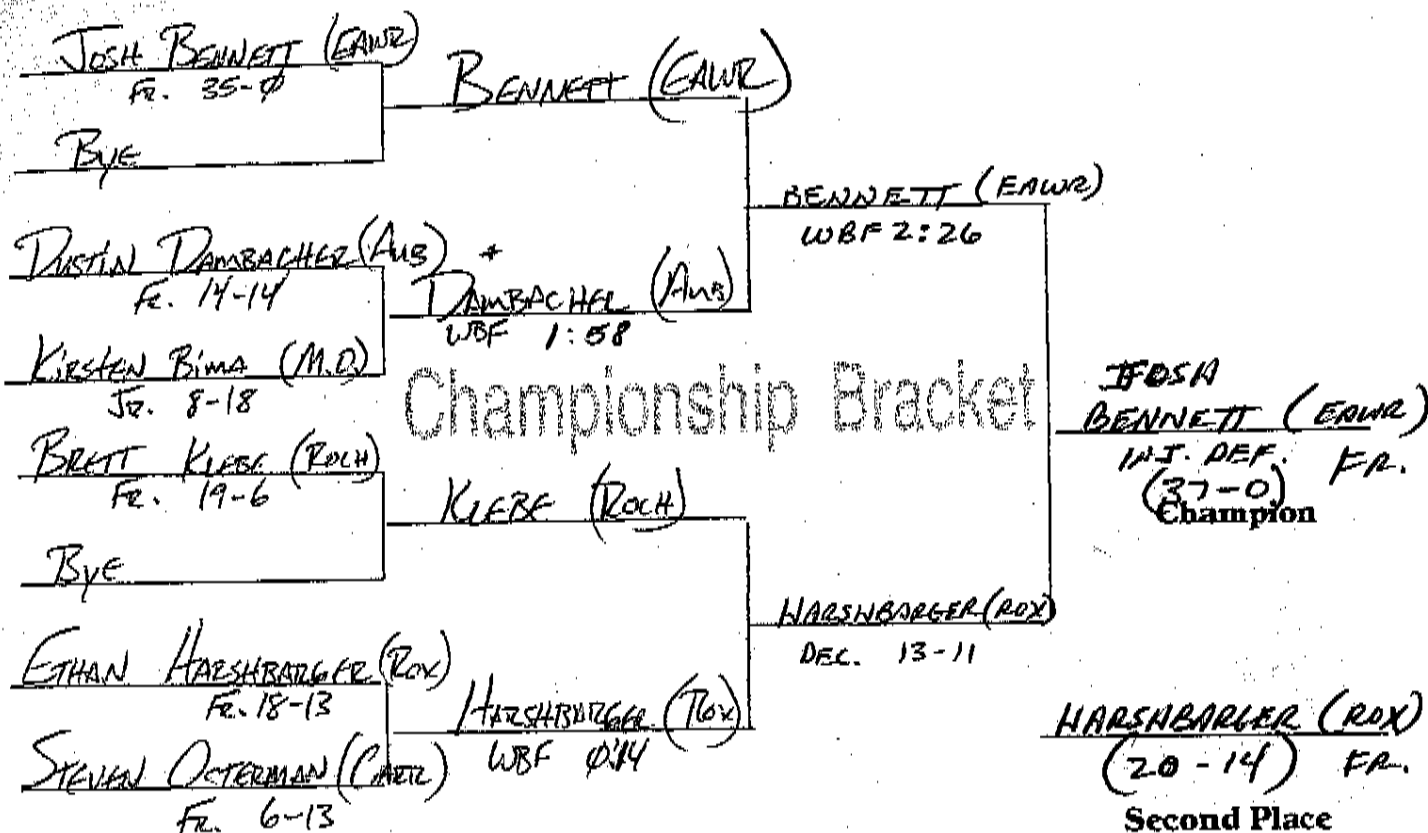 JOSH BENNETT (EAWR)
FR. 35-0
BYE
DUSTIN DAMBACHER (AUB)
FR. 14-14
KIRSTEN BIMA (M.O.)
JR. 8-18
BRETT KLEBE (ROCH)
FR. 19-6
BYE
ETHAN HARSHBARGER (ROX)
FR. 18-13
STEVEN OSTERMAN (CARR)
FR. 6-13
BENNETT (EAWR)
DAMBACHER (AUB)
WBF 1:58
Championship Bracket
KLEBE (ROCH)
HARSHBARGER (ROX)
WBF 0:14
BENNETT (EAWR)
WBF 2:26
HARSHBARGER (ROX)
DEC. 13-11
BENNETT (EAWR)
INJ. DEF. FR.
(37-0)
Champion
HARSHBARGER (ROX)
(20-14) FR.
Second Place